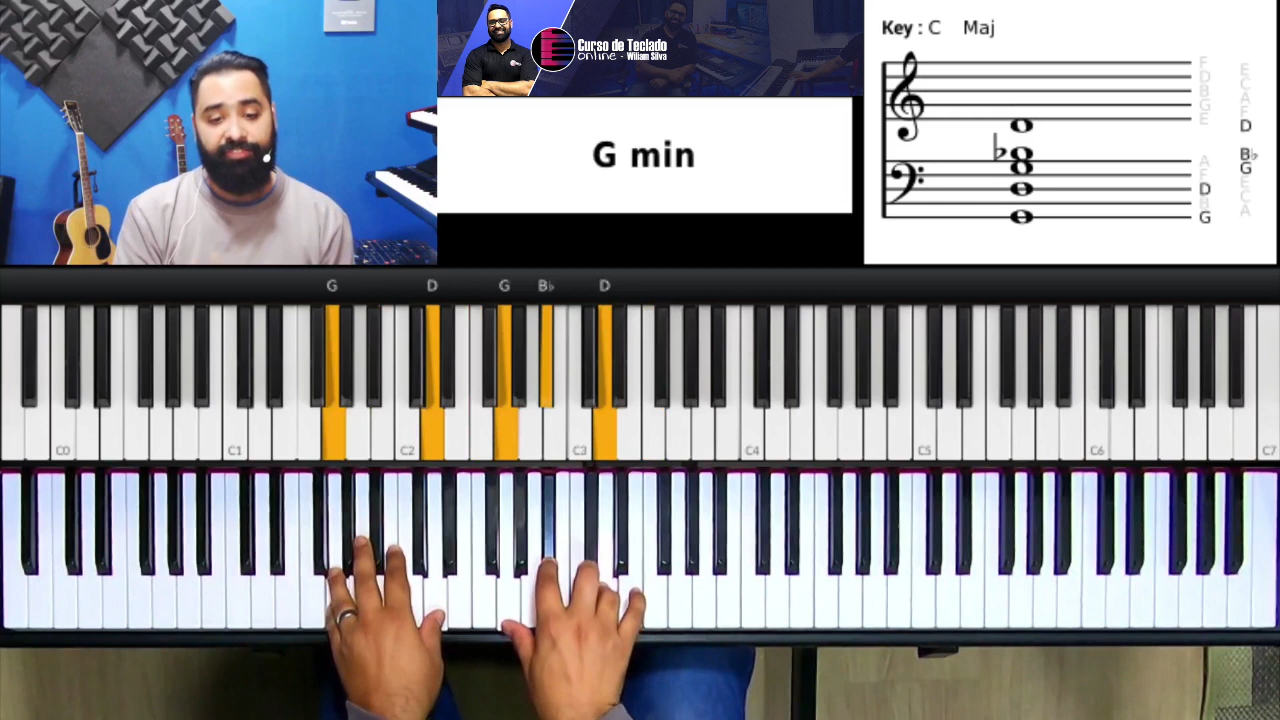 Curso de Teclado
online - Wiliam Silva
G min
Key : C Maj
F
D
B
G
E
E
C
A
F
D
B♭
G
A
F
D
B
G
E
C
A
G D G B♭ D
C0 C1 C2 C3 C4 C5 C6 C7